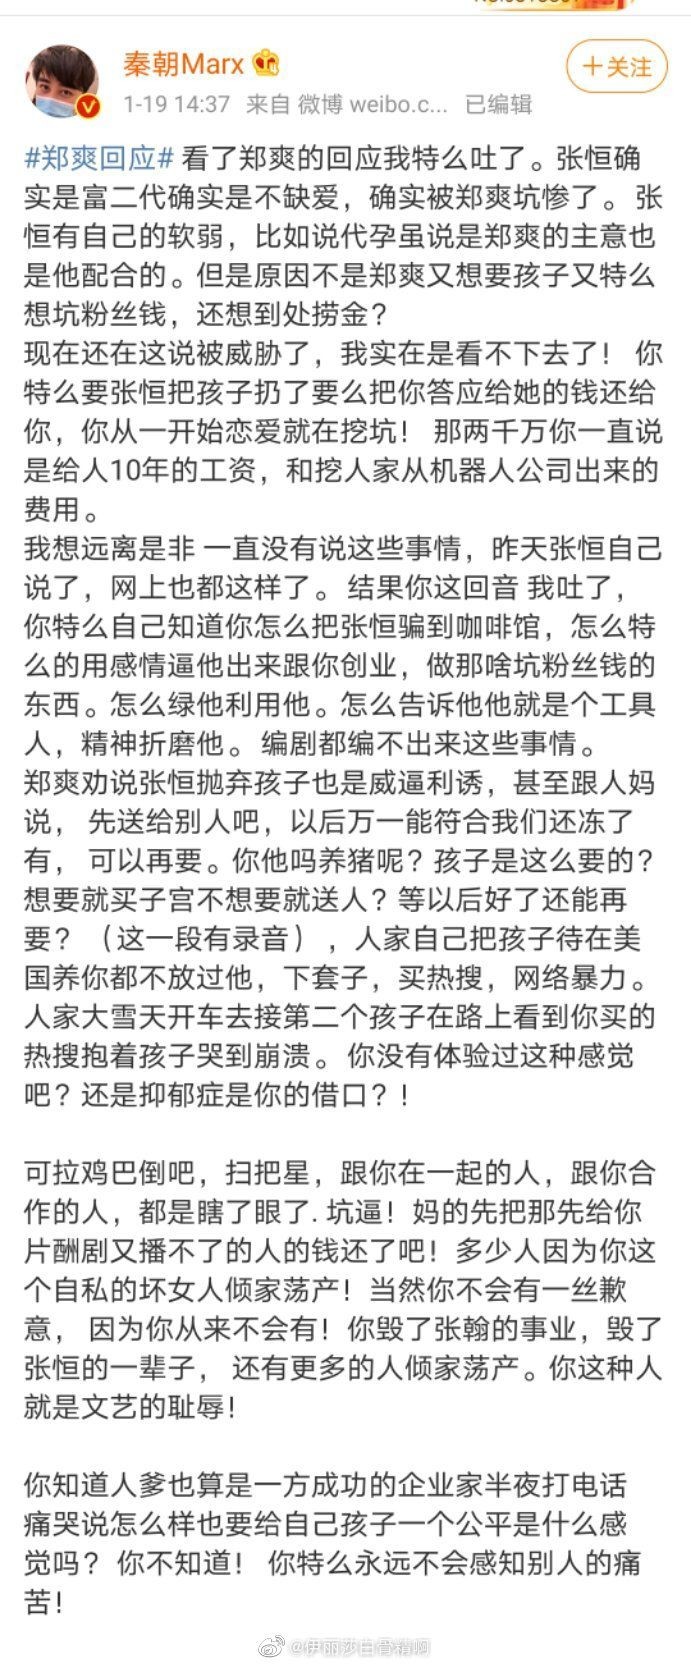 秦朝Marx
+关注
1-19 14:37 来自 微博 weibo.c... 已编辑
#郑爽回应# 看了郑爽的回应我特么吐了。张恒确
实是富二代确实是不缺爱，确实被郑爽坑惨了。 张
恒有自己的软弱，比如说代孕虽说是郑爽的主意也
是他配合的。但是原因不是郑爽又想要孩子又特么
想坑粉丝钱，还想到处捞金？
现在还在这说被威胁了，我实在是看不下去了！ 你
特么要张恒把孩子扔了要么把你答应给她的钱还给
你，你从一开始恋爱就在挖坑！ 那两千万你一直说
是给人10年的工资，和挖人家从机器人公司出来的
费用。
我想远离是非 一直没有说这些事情，昨天张恒自己
说了，网上也都这样了。 结果你这回音 我吐了，
你特么自己知道你怎么把张恒骗到咖啡馆，怎么特
么的用感情逼他出来跟你创业，做那啥坑粉丝钱的
东西。怎么绿他利用他。怎么告诉他他就是个工具
人，精神折磨他。 编剧都编不出来这些事情。
郑爽劝说张恒抛弃孩子也是威逼利诱，甚至跟人妈
说， 先送给别人吧，以后万一能符合我们还冻了
有， 可以再要。你他吗养猪呢？孩子是这么要的？
想要就买子宫不想要就送人？等以后好了还能再
要？（这一段有录音），人家自己把孩子待在美
国养你都不放过他，下套子，买热搜，网络暴力。
人家大雪天开车去接第二个孩子在路上看到你买的
热搜抱着孩子哭到崩溃。 你没有体验过这种感觉
吧？还是抑郁症是你的借口？！
可拉鸡巴倒吧，扫把星，跟你在一起的人，跟你合
作的人，都是瞎了眼了. 坑逼！妈的先把那先给你
片酬剧又播不了的人的钱还了吧！多少人因为你这
个自私的坏女人倾家荡产！当然你不会有一丝歉
意， 因为你从来不会有！你毁了张翰的事业，毁了
张恒的一辈子， 还有更多的人倾家荡产。你这种人
就是文艺的耻辱！
你知道人爹也算是一方成功的企业家半夜打电话
痛哭说怎么样也要给自己孩子一个公平是什么感
觉吗？ 你不知道！ 你特么永远不会感知别人的痛
苦！
@伊丽莎白骨精啊